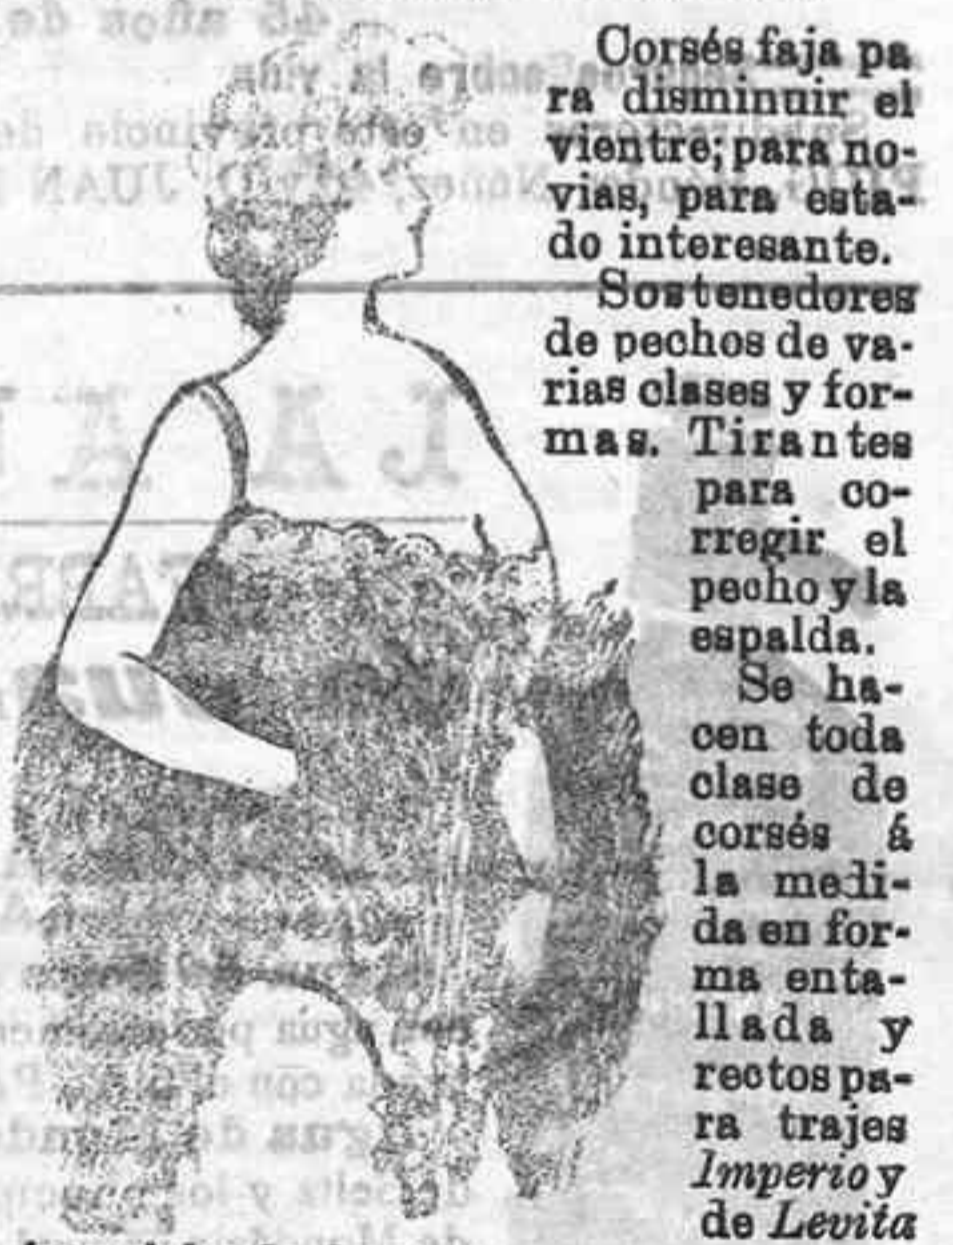 Corsés faja pa
ra disminuir el
vientre; para no-
vias, para esta-
do interesante.
Sostenedores
de pechos de va-
rias clases y for-
mas. Tirantes
para co-
rregir el
pecho y la
espalda.
Se ha-
cen toda
clase de
corsés á
la medi-
da en for-
ma enta-
llada y
rectos pa-
ra trajes
Imperio y
de Levita